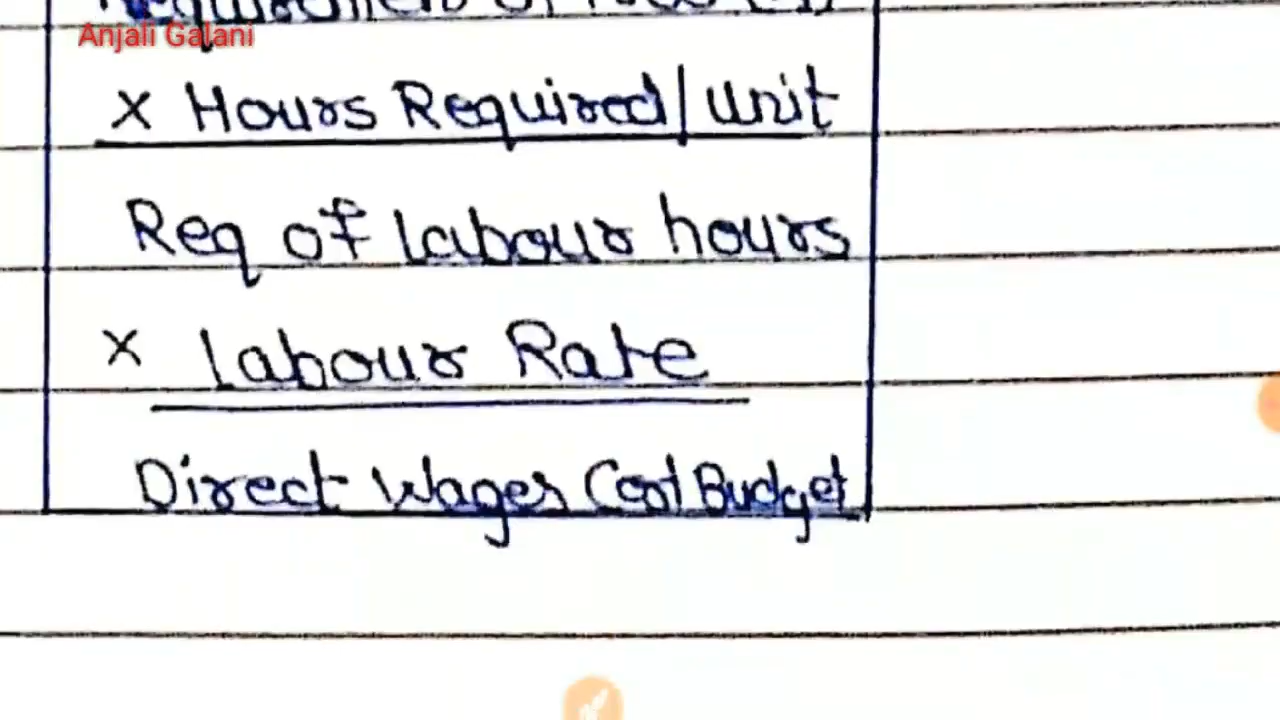 Anjali Galani
X Hours Required/Unit
Req of labour hours
X Labour Rate
Direct Wages Cost Budget